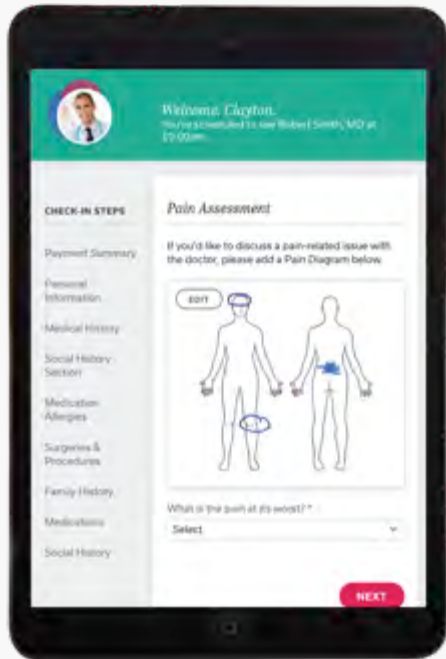 Welcome, Clayton.
You're scheduled to see Robert Smith, MD at
10:00am.
CHECK-IN STEPS
Payment Summary
Personal
Information
Medical History
Social History
Section
Medication
Allergies
Surgeries &
Procedures
Family History
Medications
Social History
Pain Assessment
If you'd like to discuss a pain-related issue with
the doctor, please add a Pain Diagram below.
EDIT
What is the pain at its worst? *
Select
NEXT